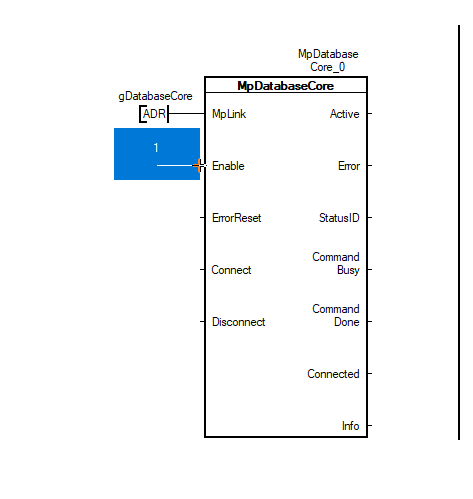 MpDatabase
Core_0
MpDatabaseCore
gDatabaseCore
ADR
MpLink
Active
1
Enable
Error
ErrorReset
StatusID
Connect
Command
Busy
Disconnect
Command
Done
Connected
Info